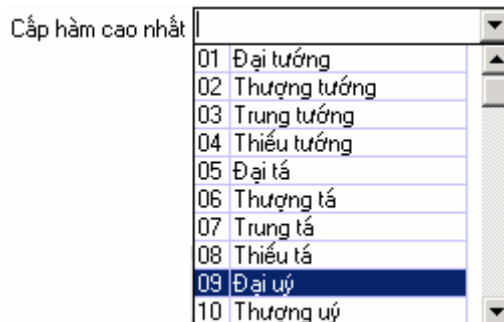 Cấp hàm cao nhất
01 Đại tướng
02 Thượng tướng
03 Trung tướng
04 Thiếu tướng
05 Đại tá
06 Thượng tá
07 Trung tá
08 Thiếu tá
09 Đại uý
10 Thượng uý